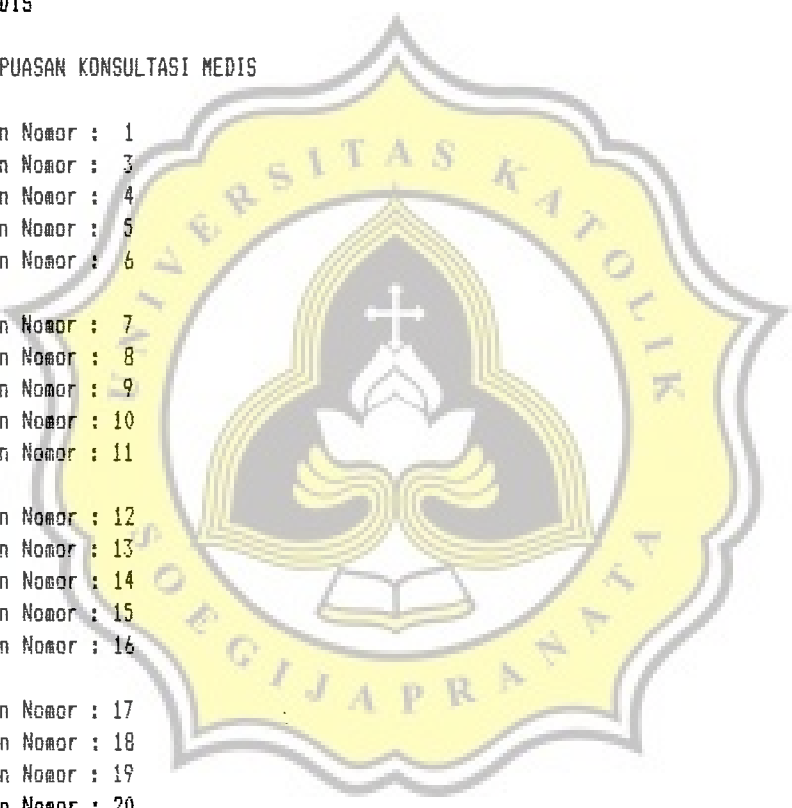 DIS
PUASAN KONSULTASI MEDIS
n Nomor : 1
n Nomor : 3
n Nomor : 4
n Nomor : 5
n Nomor : 6
n Nomor : 7
n Nomor : 8
n Nomor : 9
n Nomor : 10
n Nomor : 11
n Nomor : 12
n Nomor : 13
n Nomor : 14
n Nomor : 15
n Nomor : 16
n Nomor : 17
n Nomor : 18
n Nomor : 19
n Nomor : 20
UNIVERSITAS KATOLIK
SOEGIJAPRANATA